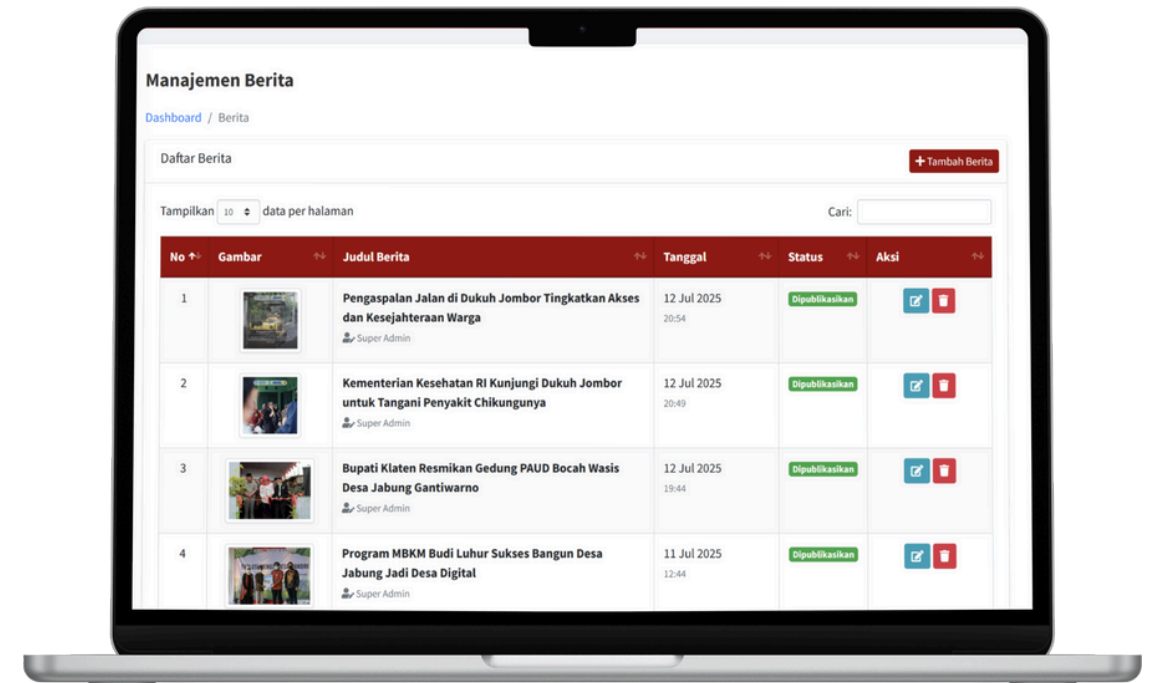 Manajemen Berita
Dashboard / Berita
Daftar Berita
Tambah Berita
Tampilkan 10 data per halaman
Cari:
No Gambar Judul Berita Tanggal Status Aksi
1 Pengaspalan Jalan di Dukuh Jombor Tingkatkan Akses 12 Jul 2025 Dipublikasikan
dan Kesejahteraan Warga 20:54
Super Admin
2 Kementerian Kesehatan RI Kunjungi Dukuh Jombor 12 Jul 2025 Dipublikasikan
untuk Tangani Penyakit Chikungunya 20:49
Super Admin
3 Bupati Klaten Resmikan Gedung PAUD Bocah Wasis 12 Jul 2025 Dipublikasikan
Desa Jabung Gantiwarno 19:44
Super Admin
4 Program MBKM Budi Luhur Sukses Bangun Desa 11 Jul 2025 Dipublikasikan
Jabung Jadi Desa Digital 12:44
Super Admin